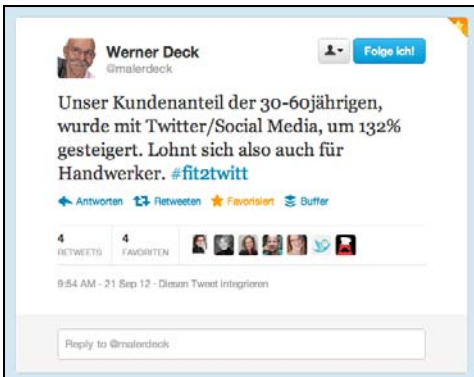 Werner Deck
@malerdeck
Folge ich!
Unser Kundenanteil der 30-60jährigen,
wurde mit Twitter/Social Media, um 132%
gesteigert. Lohnt sich also auch für
Handwerker. #fit2twitt
Antworten Retweeten Favorisiert Buffer
4 4
RETWEETS FAVORITEN
9:54 AM - 21 Sep 12 · Diesen Tweet integrieren
Reply to @malerdeck